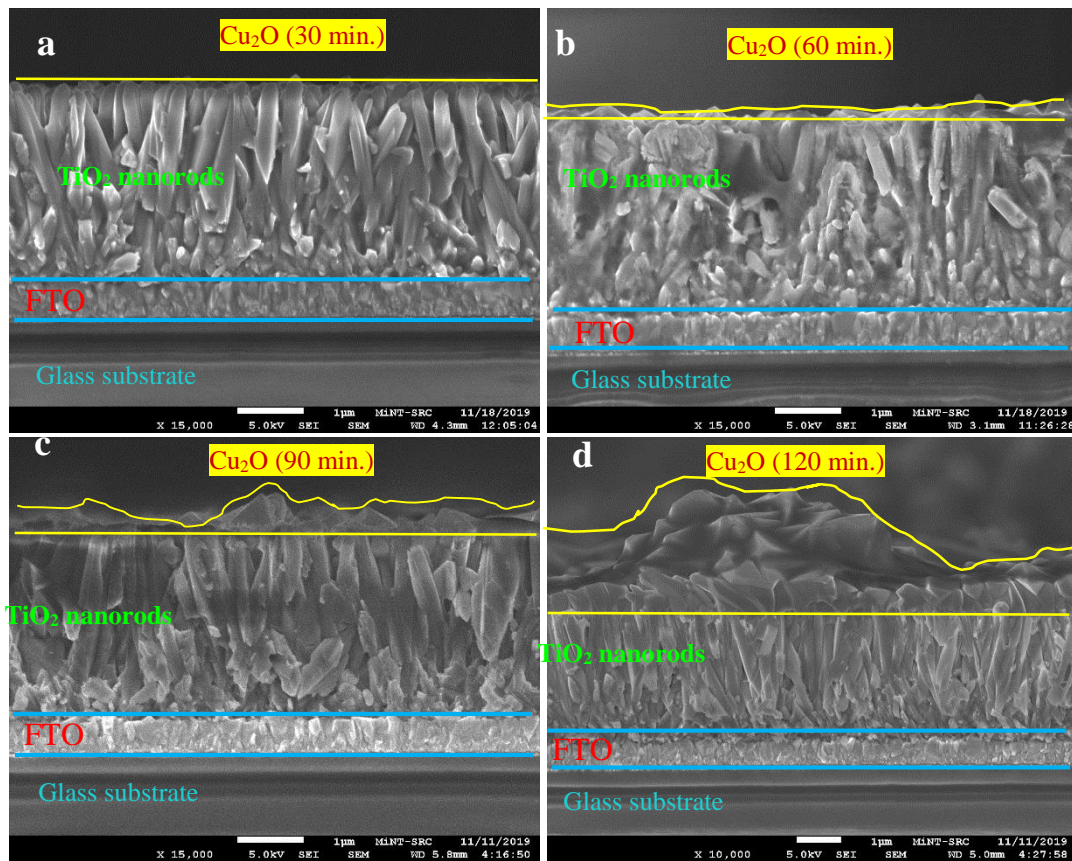 a
Cu₂O (30 min.)
TiO₂ nanorods
FTO
Glass substrate
1μm MiNT-SRC 11/18/2019
X 15,000 5.0kV SEI SEM WD 4.3mm 12:05:04
b
Cu₂O (60 min.)
TiO₂ nanorods
FTO
Glass substrate
1μm MiNT-SRC 11/18/2019
X 15,000 5.0kV SEI SEM WD 3.1mm 11:26:28
c
Cu₂O (90 min.)
TiO₂ nanorods
FTO
Glass substrate
1μm MiNT-SRC 11/11/2019
X 15,000 5.0kV SEI SEM WD 5.8mm 4:16:50
d
Cu₂O (120 min.)
TiO₂ nanorods
FTO
Glass substrate
1μm MiNT-SRC 11/11/2019
X 10,000 5.0kV SEI SEM WD 5.0mm 4:27:58